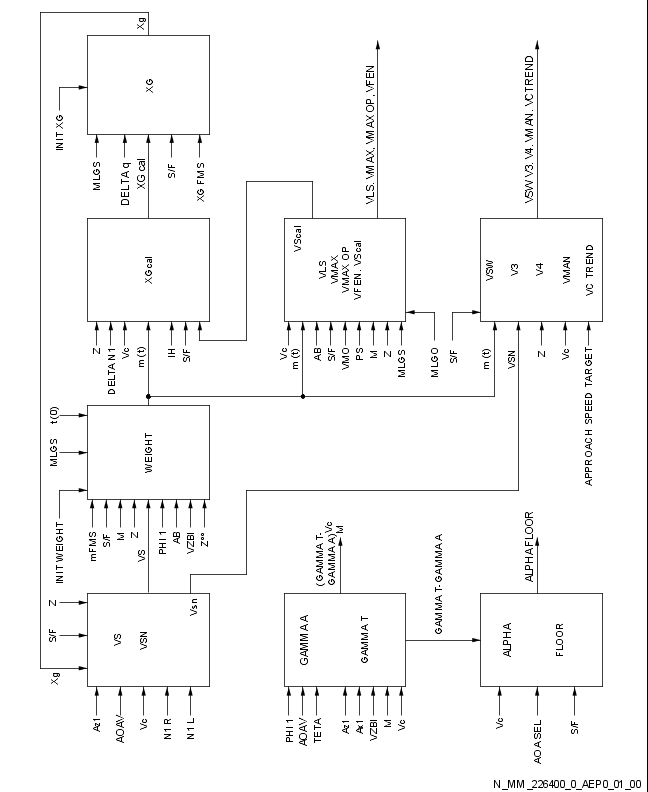 Xg
XG
INIT XG
MLGS
DELTA q
XG cal
S/F
XG FMS
XGcal
Z
DELTA N1
Vc
m (t)
IH
S/F
VLS. VMAX, VMAX OP, VFEN
VScal
VLS
VMAX
VMAX OP
VFEN. VScal
Vc
m (t)
AB
S/F
VMO
PS
M
Z
MLGS
MLGO
VSW V3. V4. VMAN. VCTREND
VSW
V3
V4
VMAN
VC TREND
S/F
m (t)
VSN
Z
Vc
APPROACH SPEED TARGET
t(0)
MLGS
INIT WEIGHT
WEIGHT
mFMS
S/F
M
Z
VS
PHI 1
AB
VZBI
Z°°
Z
S/F
Xg
VS
VSN
Vsn
Az1
AOAV
Vc
N1 R
N1 L
(GAMMA T-
GAMMA A)Vc
M
GAMMA A
GAMMA T
PHI 1
AOAV
TETA
Az1
Ax1
VZBI
M
Vc
GAMMA T- GAMMA A
ALPHA FLOOR
ALPHA
FLOOR
Vc
AOA SEL
S/F
N_MM_226400_0_AEP0_01_00